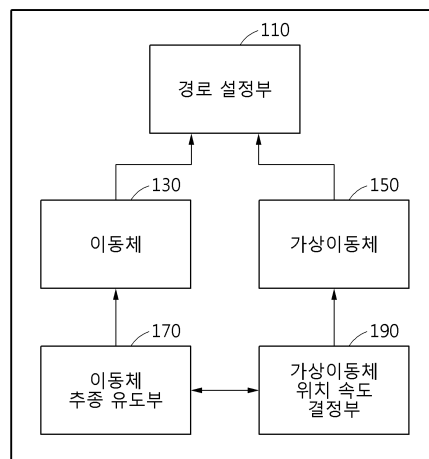 110
경로 설정부
130
이동체
150
가상이동체
170
이동체
추종 유도부
190
가상이동체
위치 속도
결정부